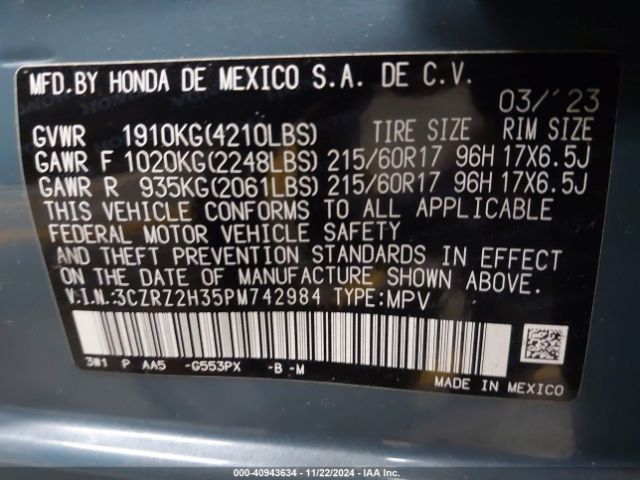 MFD.BY HONDA DE MEXICO S.A. DE C.V.
03/'23
GVWR 1910KG(4210LBS) TIRE SIZE RIM SIZE
GAWR F 1020KG(2248LBS) 215/60R17 96H 17X6.5J
GAWR R 935KG(2061LBS) 215/60R17 96H 17X6.5J
THIS VEHICLE CONFORMS TO ALL APPLICABLE
FEDERAL MOTOR VEHICLE SAFETY
AND THEFT PREVENTION STANDARDS IN EFFECT
ON THE DATE OF MANUFACTURE SHOWN ABOVE.
V.I.N.:3CZRZ2H35PM742984 TYPE:MPV
3W1 P AA5 -G553PX -B -M
MADE IN MEXICO
000-40943634 - 11/22/2024 - IAA Inc.